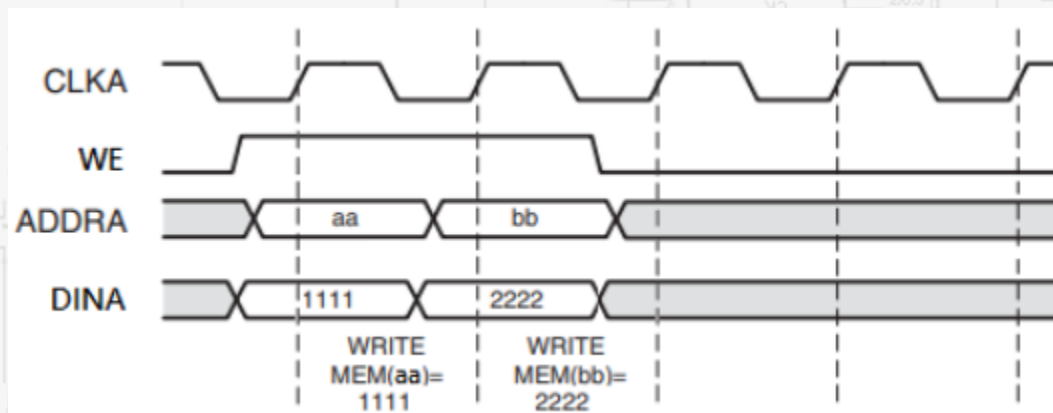 CLKA
WE
ADDRA aa bb
DINA 1111 2222
WRITE WRITE
MEM(aa)= MEM(bb)=
1111 2222